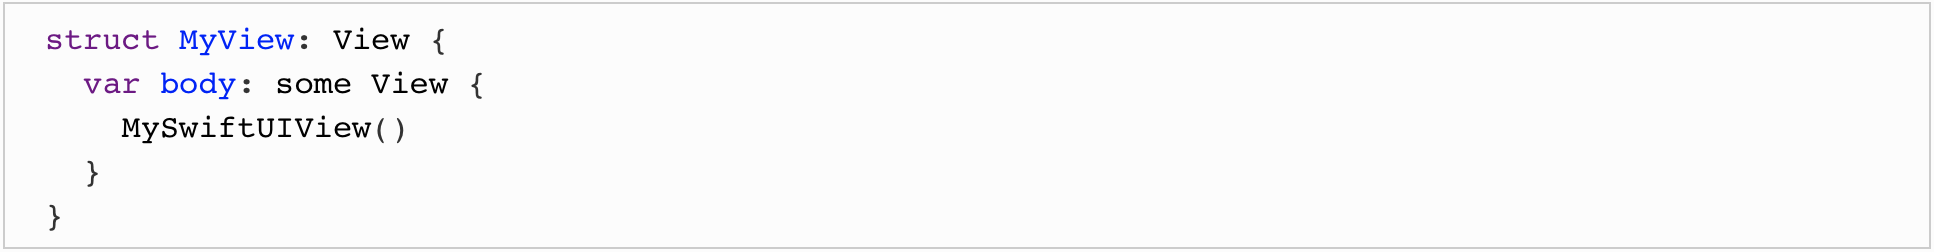 struct MyView: View {
  var body: some View {
    MySwiftUIView()
  }
}